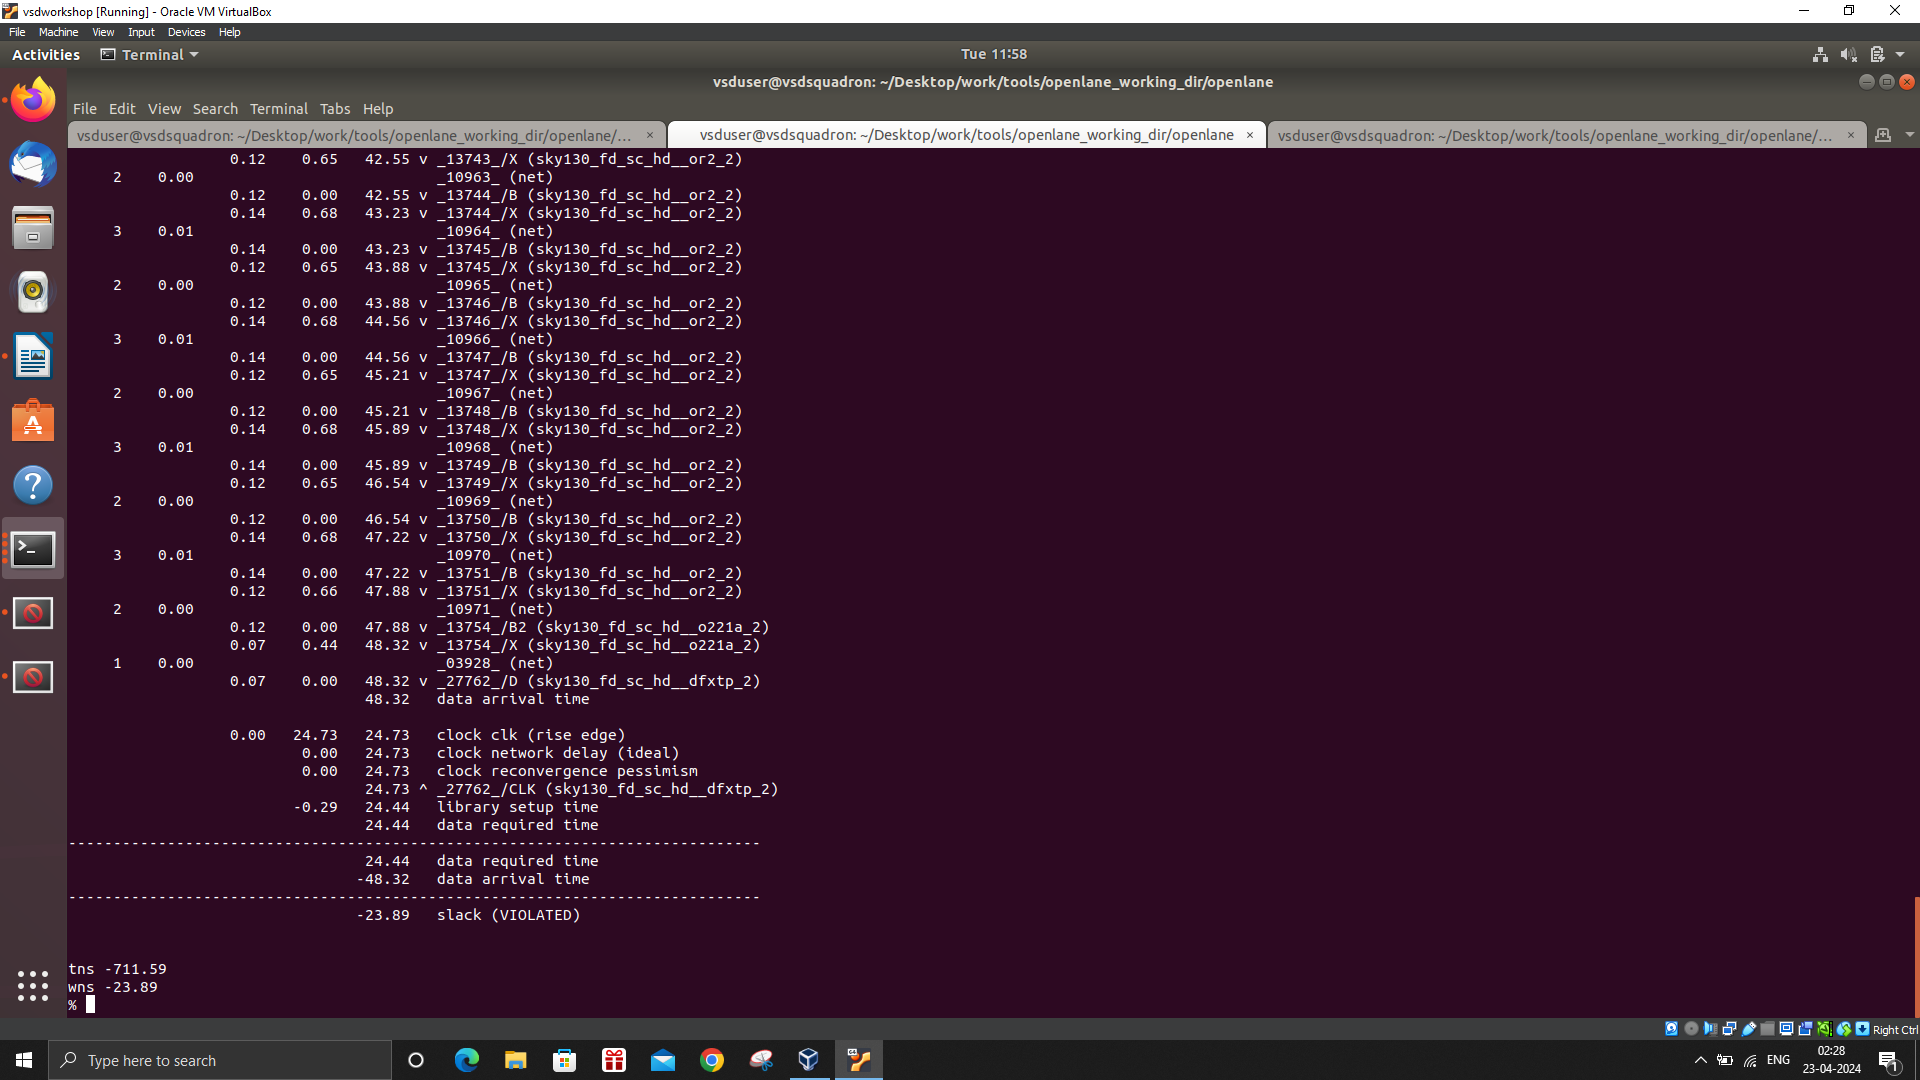 vsdworkshop [Running] - Oracle VM VirtualBox
File Machine View Input Devices Help
Activities Terminal Tue 11:58
vsduser@vsdsquadron: ~/Desktop/work/tools/openlane_working_dir/openlane
File Edit View Search Terminal Tabs Help
vsduser@vsdsquadron: ~/Desktop/work/tools/openlane_working_dir/openlane/... × vsduser@vsdsquadron: ~/Desktop/work/tools/openlane_working_dir/openlane × vsduser@vsdsquadron: ~/Desktop/work/tools/openlane_working_dir/openlane/... ×
0.12 0.65 42.55 v _13743_/X (sky130_fd_sc_hd__or2_2)
2 0.00 _10963_ (net)
0.12 0.00 42.55 v _13744_/B (sky130_fd_sc_hd__or2_2)
0.14 0.68 43.23 v _13744_/X (sky130_fd_sc_hd__or2_2)
3 0.01 _10964_ (net)
0.14 0.00 43.23 v _13745_/B (sky130_fd_sc_hd__or2_2)
0.12 0.65 43.88 v _13745_/X (sky130_fd_sc_hd__or2_2)
2 0.00 _10965_ (net)
0.12 0.00 43.88 v _13746_/B (sky130_fd_sc_hd__or2_2)
0.14 0.68 44.56 v _13746_/X (sky130_fd_sc_hd__or2_2)
3 0.01 _10966_ (net)
0.14 0.00 44.56 v _13747_/B (sky130_fd_sc_hd__or2_2)
0.12 0.65 45.21 v _13747_/X (sky130_fd_sc_hd__or2_2)
2 0.00 _10967_ (net)
0.12 0.00 45.21 v _13748_/B (sky130_fd_sc_hd__or2_2)
0.14 0.68 45.89 v _13748_/X (sky130_fd_sc_hd__or2_2)
3 0.01 _10968_ (net)
0.14 0.00 45.89 v _13749_/B (sky130_fd_sc_hd__or2_2)
0.12 0.65 46.54 v _13749_/X (sky130_fd_sc_hd__or2_2)
2 0.00 _10969_ (net)
0.12 0.00 46.54 v _13750_/B (sky130_fd_sc_hd__or2_2)
0.14 0.68 47.22 v _13750_/X (sky130_fd_sc_hd__or2_2)
3 0.01 _10970_ (net)
0.14 0.00 47.22 v _13751_/B (sky130_fd_sc_hd__or2_2)
0.12 0.66 47.88 v _13751_/X (sky130_fd_sc_hd__or2_2)
2 0.00 _10971_ (net)
0.12 0.00 47.88 v _13754_/B2 (sky130_fd_sc_hd__o221a_2)
0.07 0.44 48.32 v _13754_/X (sky130_fd_sc_hd__o221a_2)
1 0.00 _03928_ (net)
0.07 0.00 48.32 v _27762_/D (sky130_fd_sc_hd__dfxtp_2)
48.32 data arrival time
0.00 24.73 24.73 clock clk (rise edge)
0.00 24.73 clock network delay (ideal)
0.00 24.73 clock reconvergence pessimism
24.73 ^ _27762_/CLK (sky130_fd_sc_hd__dfxtp_2)
-0.29 24.44 library setup time
24.44 data required time
-----------------------------------------------------------------------------
24.44 data required time
-48.32 data arrival time
-----------------------------------------------------------------------------
-23.89 slack (VIOLATED)
tns -711.59
wns -23.89
%
Right Ctrl
Type here to search
ENG
02:28
23-04-2024
1